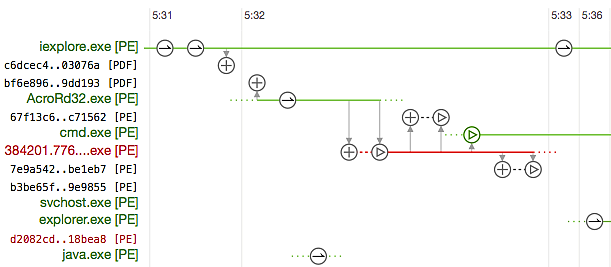 5:31 5:32 5:33 5:36
iexplore.exe [PE]
c6dcec4..03076a [PDF]
bf6e896..9dd193 [PDF]
AcroRd32.exe [PE]
67f13c6..c71562 [PE]
cmd.exe [PE]
384201.776....exe [PE]
7e9a542..be1eb7 [PE]
b3be65f..9e9855 [PE]
svchost.exe [PE]
explorer.exe [PE]
d2082cd..18bea8 [PE]
java.exe [PE]